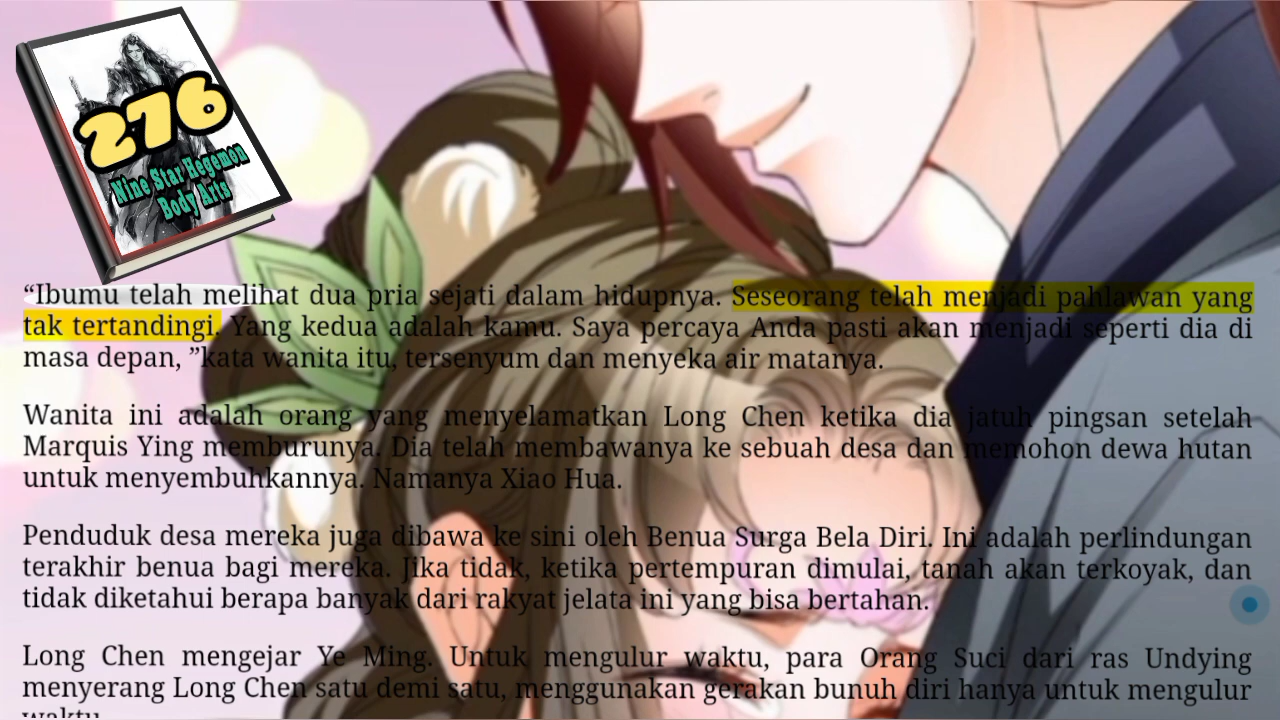 276
Nine Star Hegemon
Body Arts
“Ibumu telah melihat dua pria sejati dalam hidupnya. Seseorang telah menjadi pahlawan yang
tak tertandingi. Yang kedua adalah kamu. Saya percaya Anda pasti akan menjadi seperti dia di
masa depan, ”kata wanita itu, tersenyum dan menyeka air matanya.
Wanita ini adalah orang yang menyelamatkan Long Chen ketika dia jatuh pingsan setelah
Marquis Ying memburunya. Dia telah membawanya ke sebuah desa dan memohon dewa hutan
untuk menyembuhkannya. Namanya Xiao Hua.
Penduduk desa mereka juga dibawa ke sini oleh Benua Surga Bela Diri. Ini adalah perlindungan
terakhir benua bagi mereka. Jika tidak, ketika pertempuran dimulai, tanah akan terkoyak, dan
tidak diketahui berapa banyak dari rakyat jelata ini yang bisa bertahan.
Long Chen mengejar Ye Ming. Untuk mengulur waktu, para Orang Suci dari ras Undying
menyerang Long Chen satu demi satu, menggunakan gerakan bunuh diri hanya untuk mengulur
waktu.